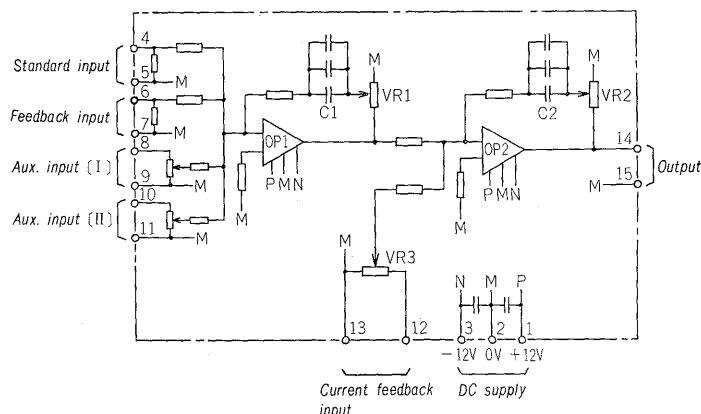 4
Standard input
5
M
6
Feedback input
7
M
8
Aux. input (I)
9
M
10
Aux. input (II)
11
M
C1
M
VR1
OP1
P M N
M
C2
M
VR2
OP2
P M N
M
14
15
M
Output
M
VR3
13
12
N M P
3 2 1
-12V 0V +12V
Current feedback input
DC supply